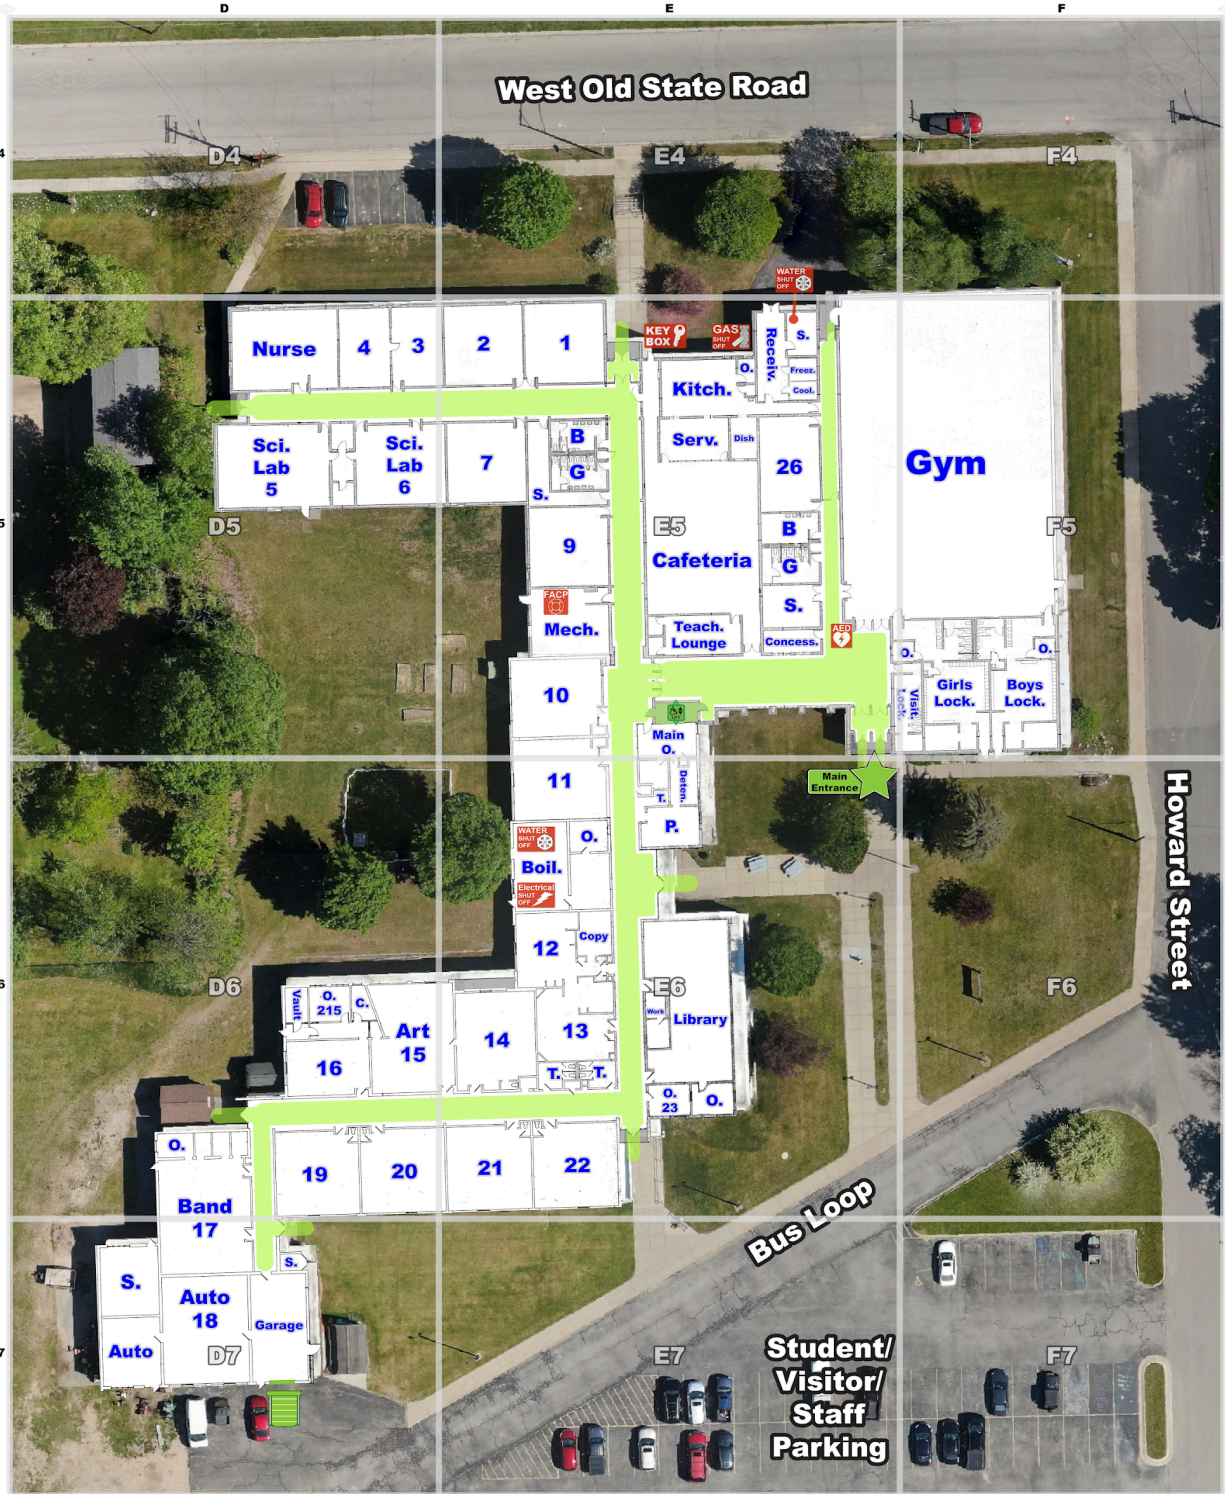 D
E
F
West Old State Road
4
D4
E4
F4
WATER
SHUT
OFF
KEY
BOX
GAS
SHUT
OFF
Nurse
4
3
2
1
Receiv.
S.
O.
Freez.
Cool.
Kitch.
Sci.
Lab
5
Sci.
Lab
6
7
B
G
S.
Serv.
Dish
26
Gym
5
D5
E5
F5
9
B
G
Cafeteria
FACP
Mech.
S.
Teach.
Lounge
Concess.
AED
O.
O.
10
Girls
Lock.
Boys
Lock.
Visit.
Lock.
Main
O.
11
Deten.
T.
P.
Main
Entrance
WATER
SHUT
OFF
O.
Boil.
Electrical
SHUT
OFF
Howard Street
12
Copy
6
D6
E6
F6
Vault
O.
215
C.
Art
15
14
13
Work
Library
16
T.
T.
O.
23
O.
O.
19
20
21
22
Band
17
Bus Loop
S.
S.
Auto
18
Garage
Auto
7
D7
E7
F7
Student/
Visitor/
Staff
Parking